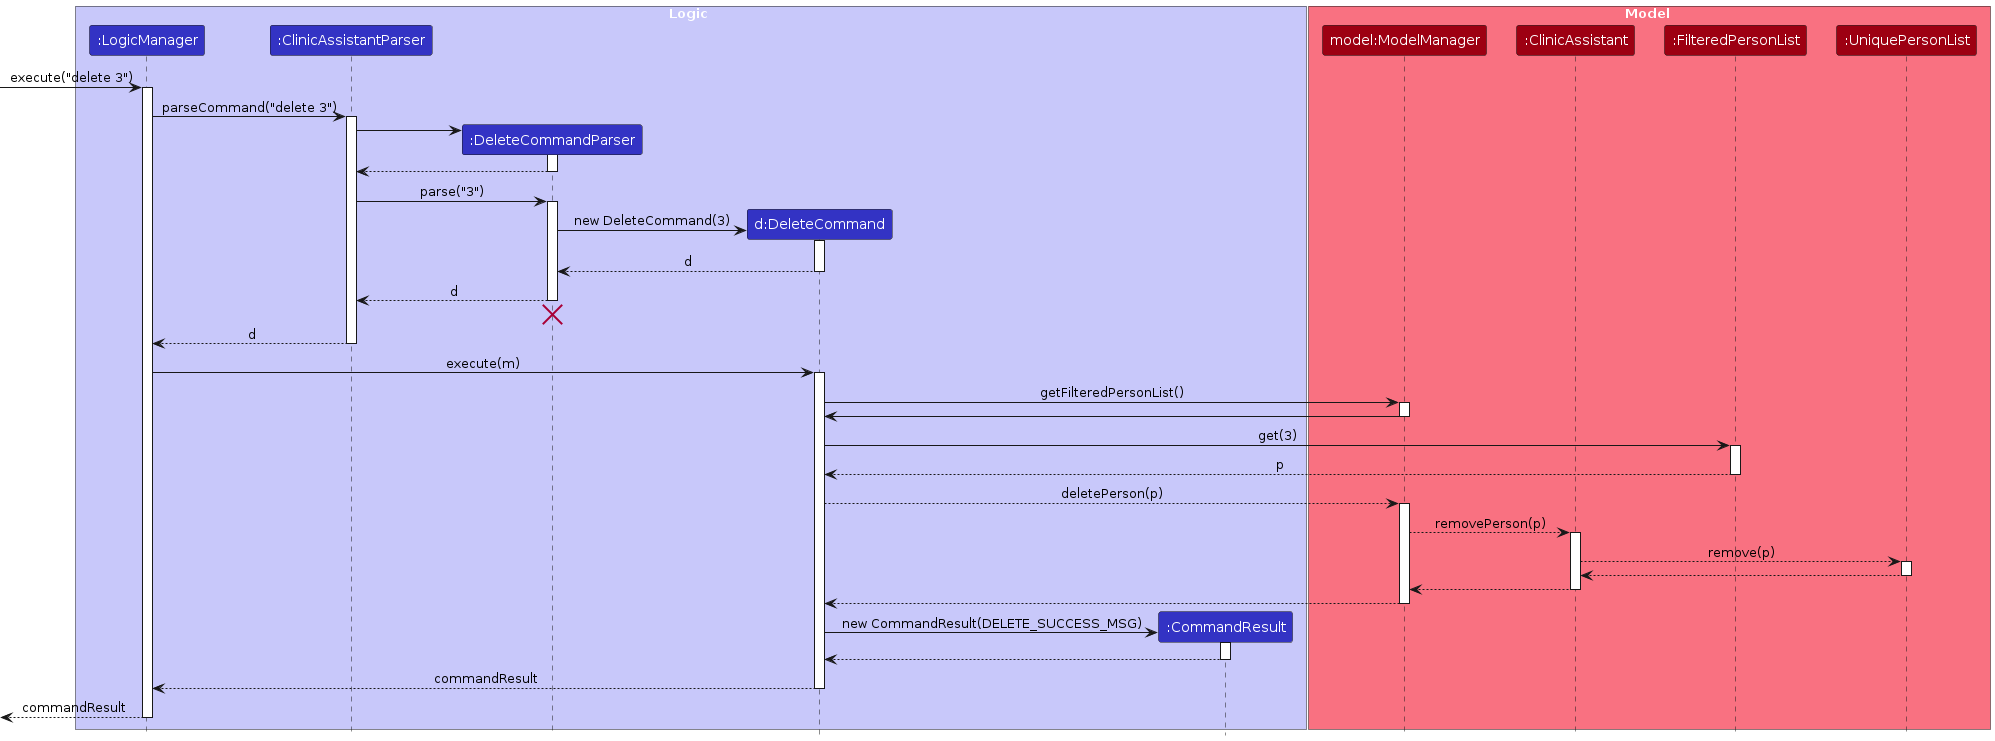 Logic
Model
:LogicManager
:ClinicAssistantParser
model:ModelManager
:ClinicAssistant
:FilteredPersonList
:UniquePersonList
execute("delete 3")
parseCommand("delete 3")
:DeleteCommandParser
parse("3")
new DeleteCommand(3)
d:DeleteCommand
d
d
d
execute(m)
getFilteredPersonList()
get(3)
p
deletePerson(p)
removePerson(p)
remove(p)
new CommandResult(DELETE_SUCCESS_MSG)
:CommandResult
commandResult
commandResult